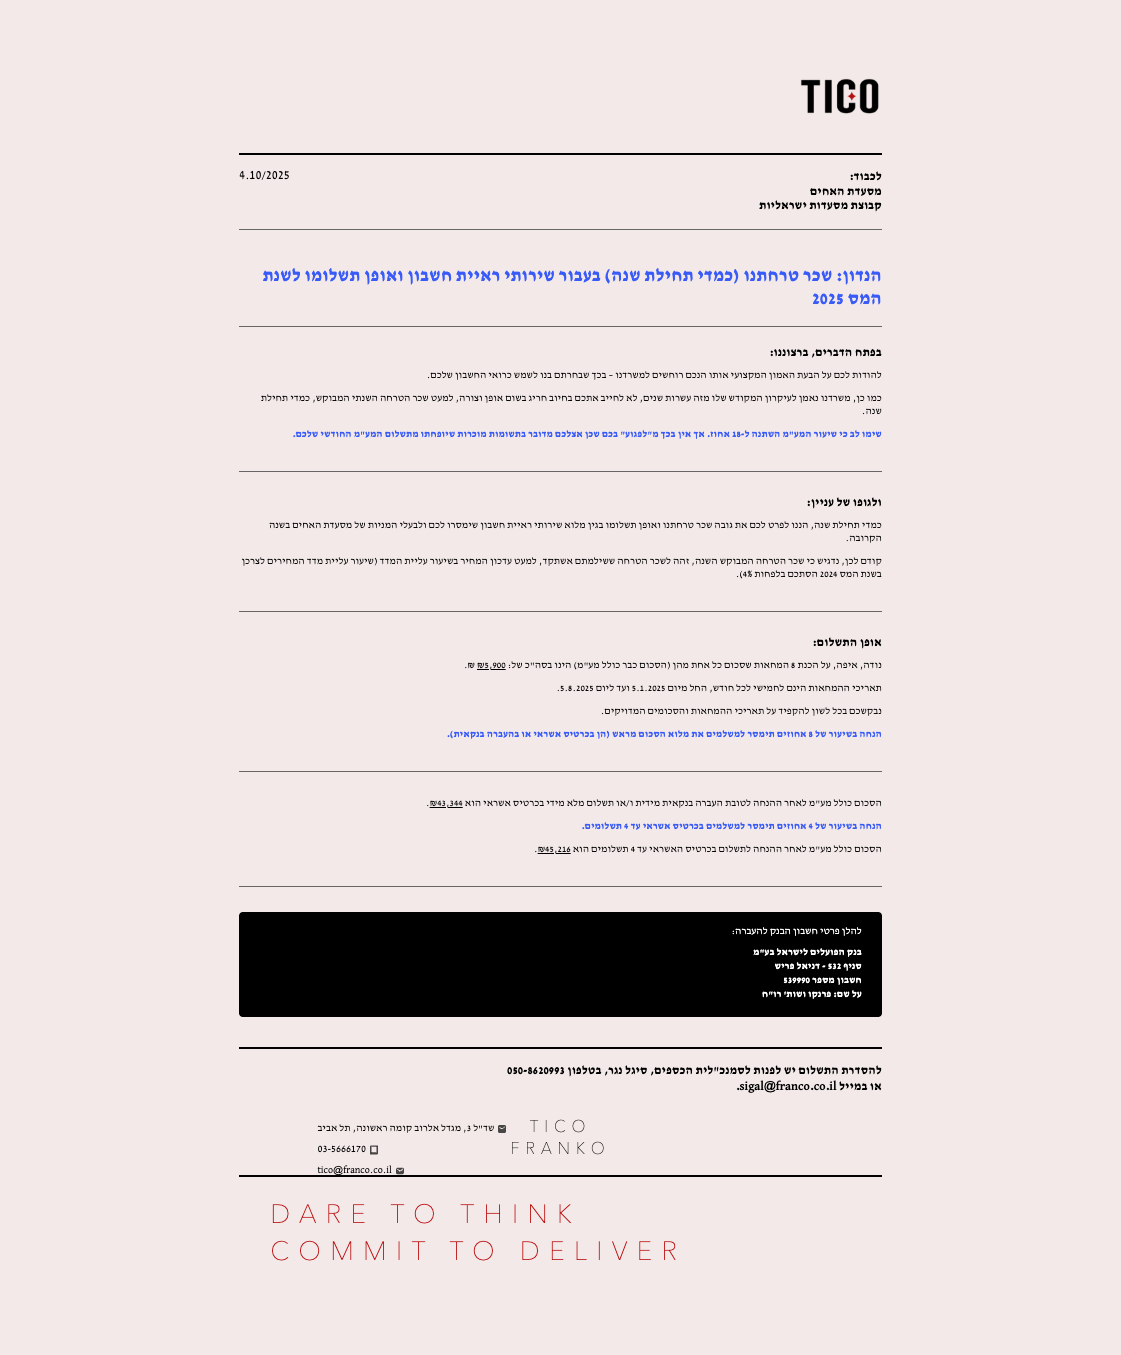 TICO
לכבוד:
4.10/2025
מסעדת האחים
קבוצת מסעדות ישראליות
הנדון: שכר טרחתנו (כמדי תחילת שנה) בעבור שירותי ראיית חשבון ואופן תשלומו לשנת
המס 2025
בפתח הדברים, ברצוננו:
להודות לכם על הבעת האמון המקצועי אותו הנכם רוחשים למשרדנו - בכך שבחרתם בנו לשמש כרואי החשבון שלכם.
כמו כן, משרדנו נאמן לעיקרון המקודש שלו מזה עשרות שנים, לא לחייב אתכם בחיוב חריג בשום אופן וצורה, למעט שכר הטרחה השנתי המבוקש, כמדי תחילת
שנה.
שימו לב כי שיעור המע"מ השתנה ל-18 אחוז. אך אין בכך מ"לפגוע" בכם שכן אצלכם מדובר בתשומות מוכרות שיופחתו מתשלום המע"מ החודשי שלכם.
ולגופו של עניין:
כמדי תחילת שנה, הננו לפרט לכם את גובה שכר טרחתנו ואופן תשלומו בגין מלוא שירותי ראיית חשבון שימסרו לכם ולבעלי המניות של מסעדת האחים בשנה
הקרובה.
קודם לכן, נדגיש כי שכר הטרחה המבוקש השנה, זהה לשכר הטרחה ששילמתם אשתקד, למעט עדכון המחיר בשיעור עליית המדד (שיעור עליית מדד המחירים לצרכן
בשנת המס 2024 הסתכם בלפחות 4%).
אופן התשלום:
נודה, איפה, על הכנת 8 המחאות שסכום כל אחת מהן (הסכום כבר כולל מע"מ) הינו בסה"כ של: 5,900₪ ₪.
תאריכי ההמחאות הינם לחמישי לכל חודש, החל מיום 5.1.2025 ועד ליום 5.8.2025.
נבקשכם בכל לשון להקפיד על תאריכי ההמחאות והסכומים המדויקים.
הנחה בשיעור של 8 אחוזים תימסר למשלמים את מלוא הסכום מראש (הן בכרטיס אשראי או בהעברה בנקאית).
הסכום כולל מע"מ לאחר ההנחה לטובת העברה בנקאית מידית ו/או תשלום מלא מידי בכרטיס אשראי הוא 43,344₪.
הנחה בשיעור של 4 אחוזים תימסר למשלמים בכרטיס אשראי עד 4 תשלומים.
הסכום כולל מע"מ לאחר ההנחה לתשלום בכרטיס האשראי עד 4 תשלומים הוא 45,216₪.
להלן פרטי חשבון הבנק להעברה:
בנק הפועלים לישראל בע"מ
סניף 532 - דניאל פריש
חשבון מספר 539990
על שם: פרנקו ושות' רו"ח
להסדרת התשלום יש לפנות לסמנכ"לית הכספים, סיגל נגר, בטלפון 050-8620993
או במייל sigal@franco.co.il.
TICO
FRANKO
שד"ל 3, מגדל אלרוב קומה ראשונה, תל אביב
03-5666170
tico@franco.co.il
DARE TO THINK
COMMIT TO DELIVER